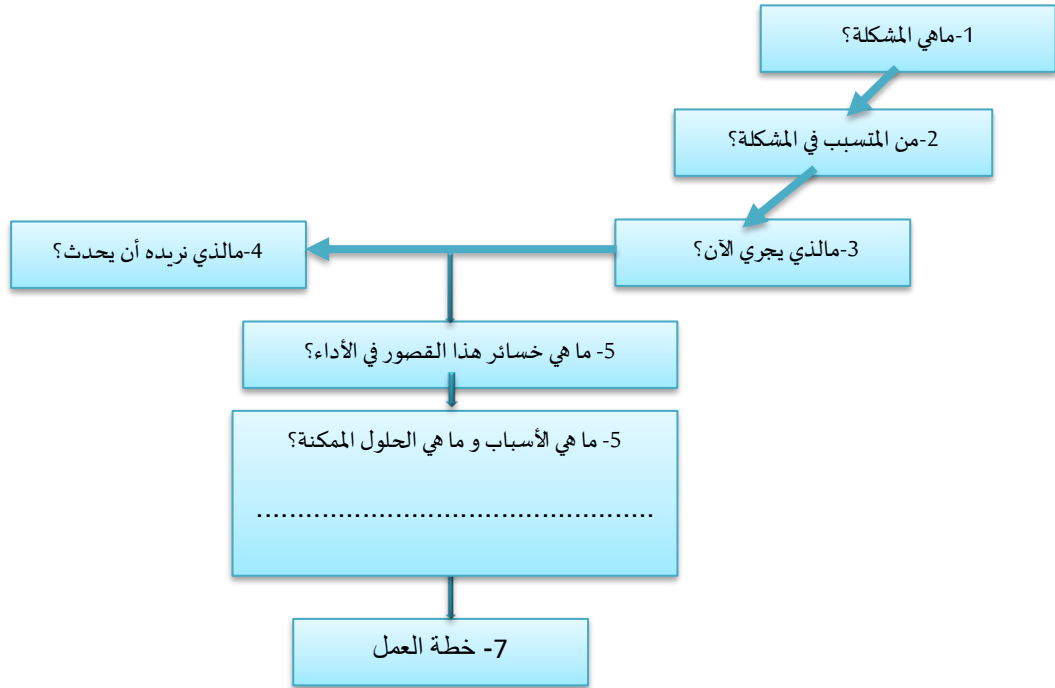 1-ماهي المشكلة؟
2-من المتسبب في المشكلة؟
3-مالذي يجري الآن؟
4-مالذي نريده أن يحدث؟
5- ما هي خسائر هذا القصور في الأداء؟
5- ما هي الأسباب و ما هي الحلول الممكنة؟
................................................
7- خطة العمل